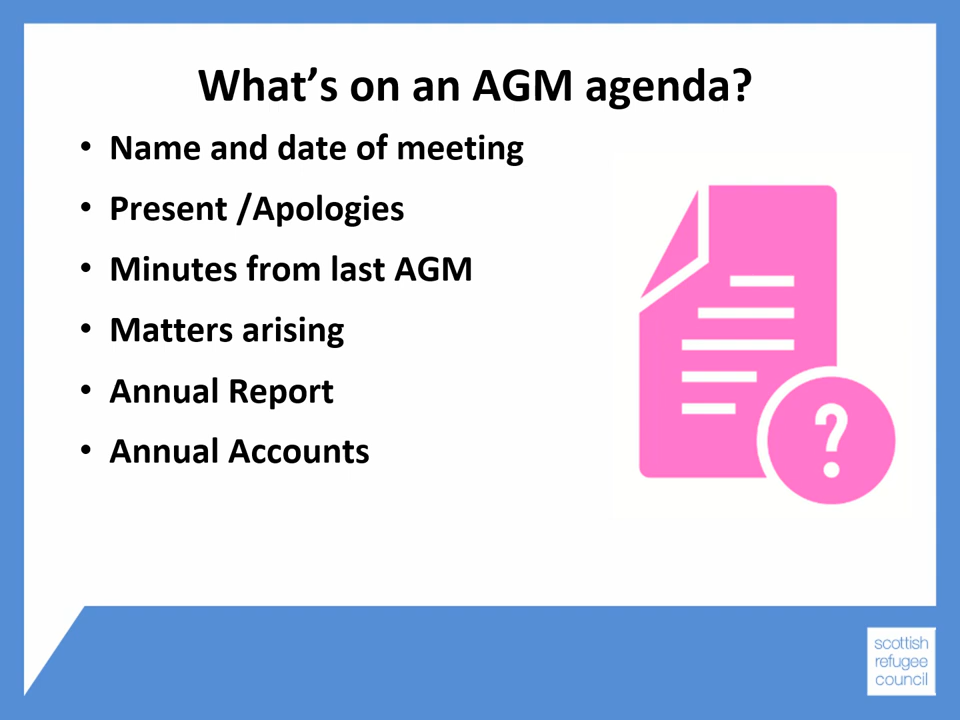 What’s on an AGM agenda?
• Name and date of meeting
• Present /Apologies
• Minutes from last AGM
• Matters arising
• Annual Report
• Annual Accounts
?
scottish
refugee
council